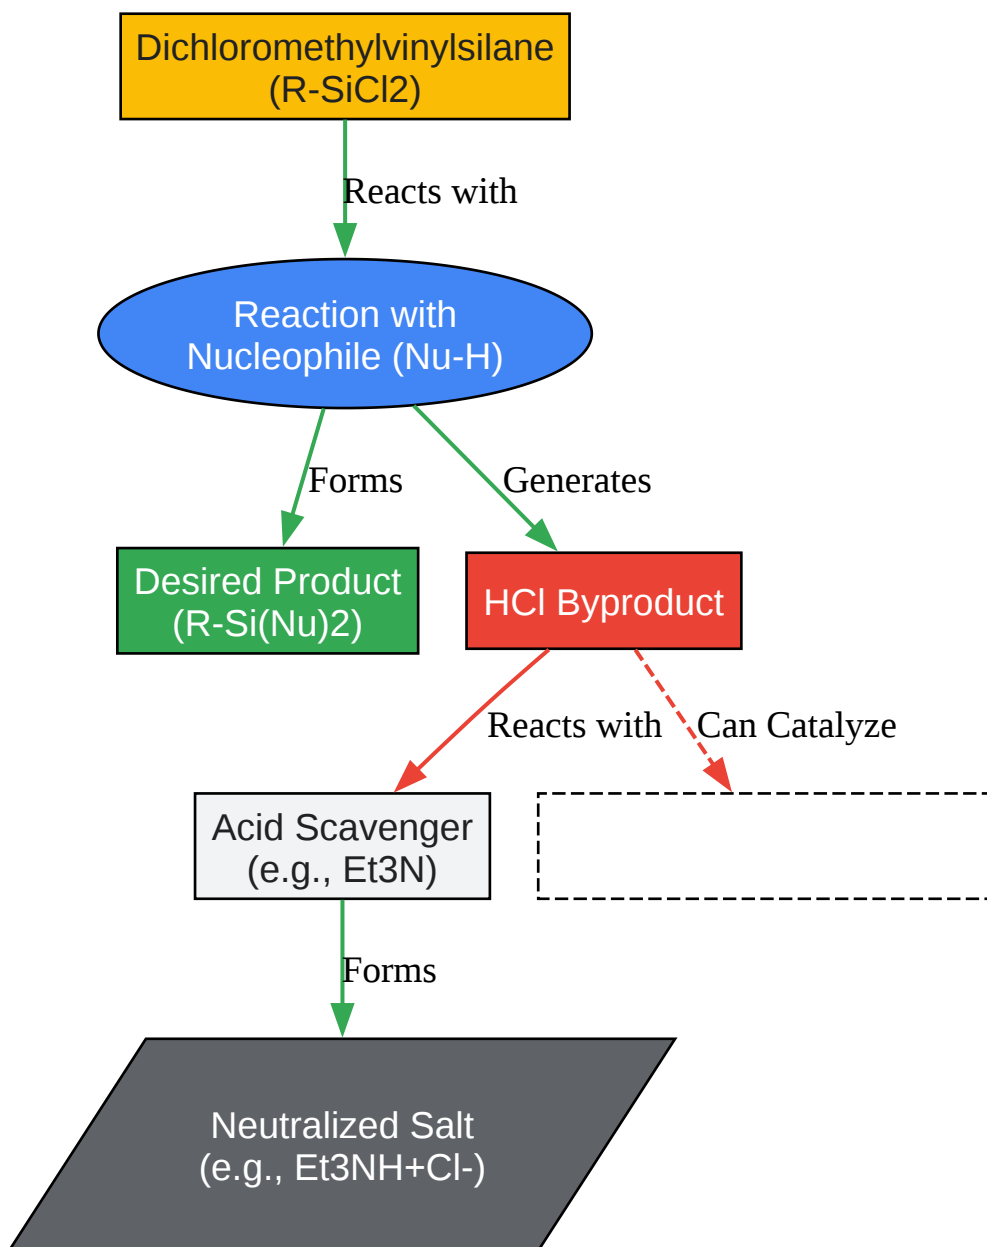 Dichloromethylvinylsilane
(R-SiCl2)
Reacts with
Reaction with
Nucleophile (Nu-H)
Forms
Generates
Desired Product
(R-Si(Nu)2)
HCl Byproduct
Reacts with
Can Catalyze
Acid Scavenger
(e.g., Et3N)
Forms
Neutralized Salt
(e.g., Et3NH+Cl-)